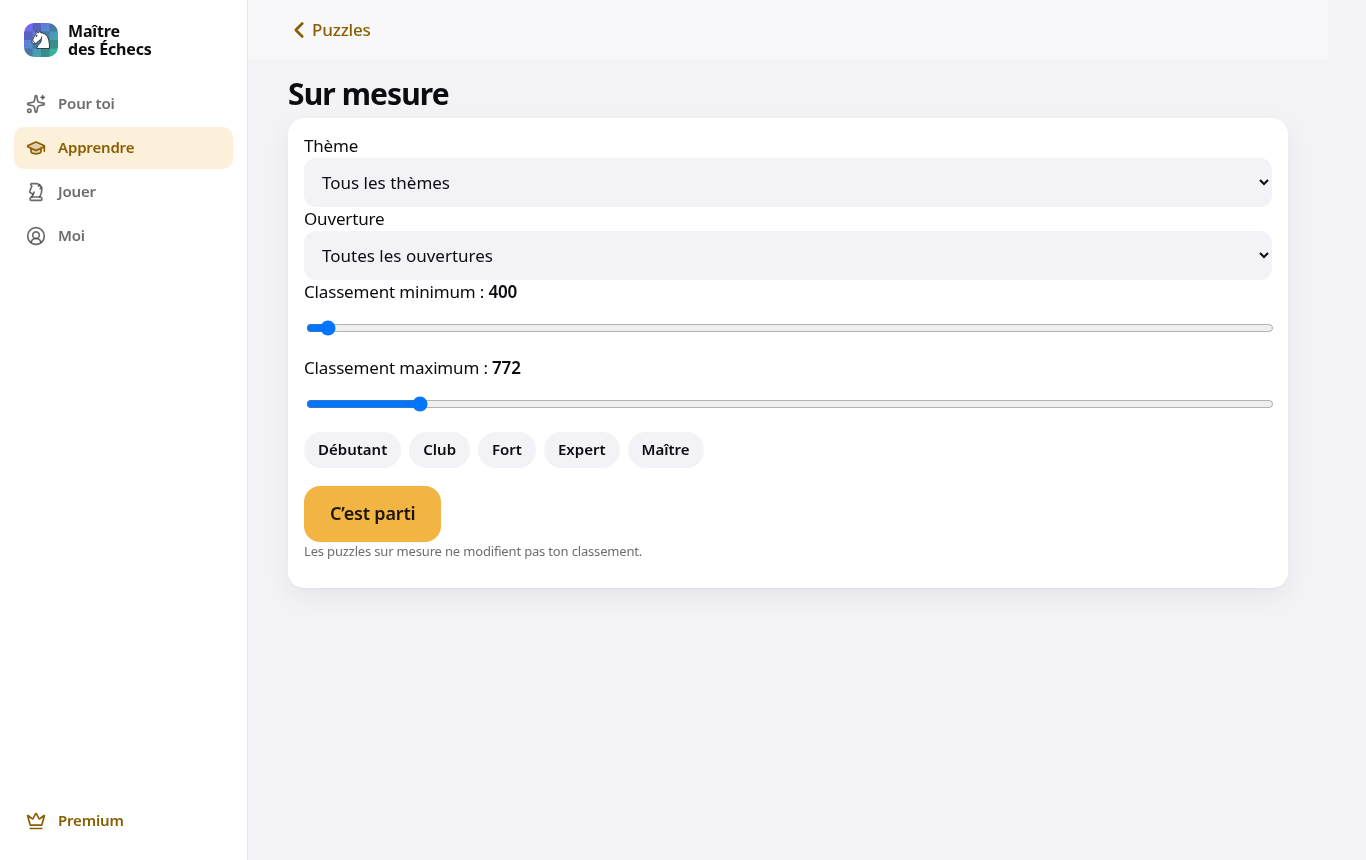 Maître
des Échecs
Pour toi
Apprendre
Jouer
Moi
Premium
Puzzles
Sur mesure
Thème
Tous les thèmes
Ouverture
Toutes les ouvertures
Classement minimum : 400
Classement maximum : 772
Débutant Club Fort Expert Maître
C’est parti
Les puzzles sur mesure ne modifient pas ton classement.